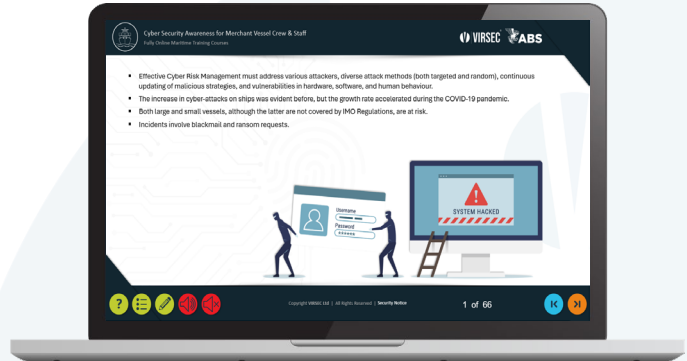 Cyber Security Awareness for Merchant Vessel Crew & Staff
Fully Online Maritime Training Courses
VIRSEC
ABS
▪ Effective Cyber Risk Management must address various attackers, diverse attack methods (both targeted and random), continuous
updating of malicious strategies, and vulnerabilities in hardware, software, and human behaviour.
▪ The increase in cyber-attacks on ships was evident before, but the growth rate accelerated during the COVID-19 pandemic.
▪ Both large and small vessels, although the latter are not covered by IMO Regulations, are at risk.
▪ Incidents involve blackmail and ransom requests.
Username
Password
SYSTEM HACKED
?
Copyright VIRSEC Ltd | All Rights Reserved | Security Notice
1 of 66